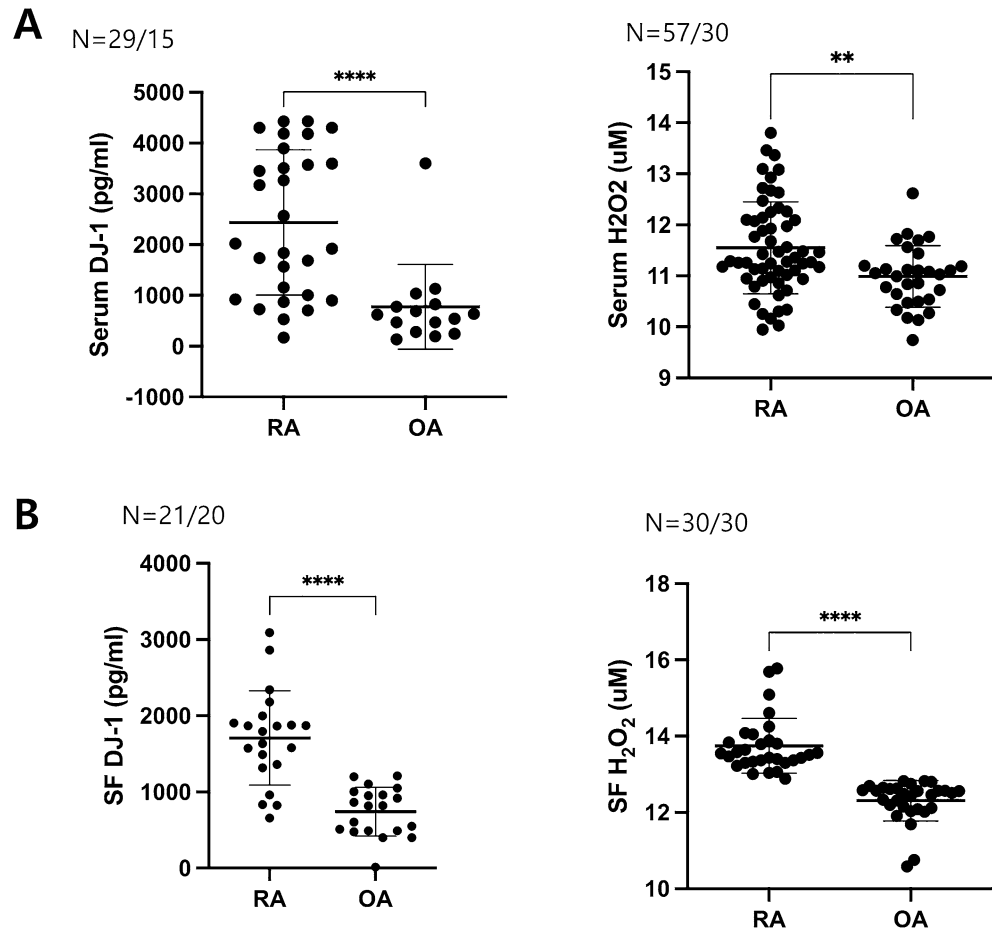 A
N=29/15
****
Serum DJ-1 (pg/ml)
5000
4000
3000
2000
1000
0
-1000
RA
OA
N=57/30
**
Serum H2O2 (uM)
15
14
13
12
11
10
9
RA
OA
B
N=21/20
****
SF DJ-1 (pg/ml)
4000
3000
2000
1000
0
RA
OA
N=30/30
****
SF H₂O₂ (uM)
18
16
14
12
10
RA
OA